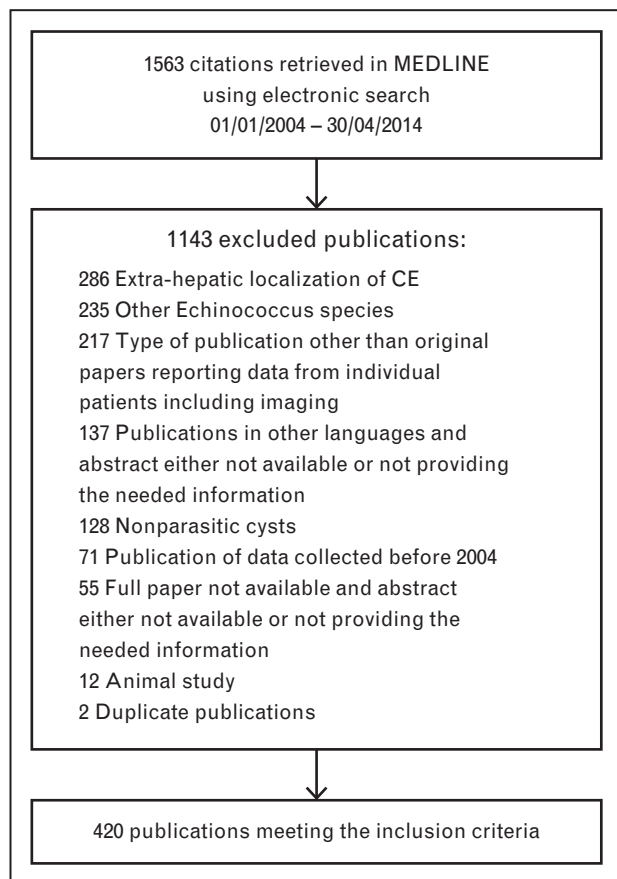 1563 citations retrieved in MEDLINE
using electronic search
01/01/2004 – 30/04/2014
1143 excluded publications:
286 Extra-hepatic localization of CE
235 Other Echinococcus species
217 Type of publication other than original
papers reporting data from individual
patients including imaging
137 Publications in other languages and
abstract either not available or not providing
the needed information
128 Nonparasitic cysts
71 Publication of data collected before 2004
55 Full paper not available and abstract
either not available or not providing the
needed information
12 Animal study
2 Duplicate publications
420 publications meeting the inclusion criteria